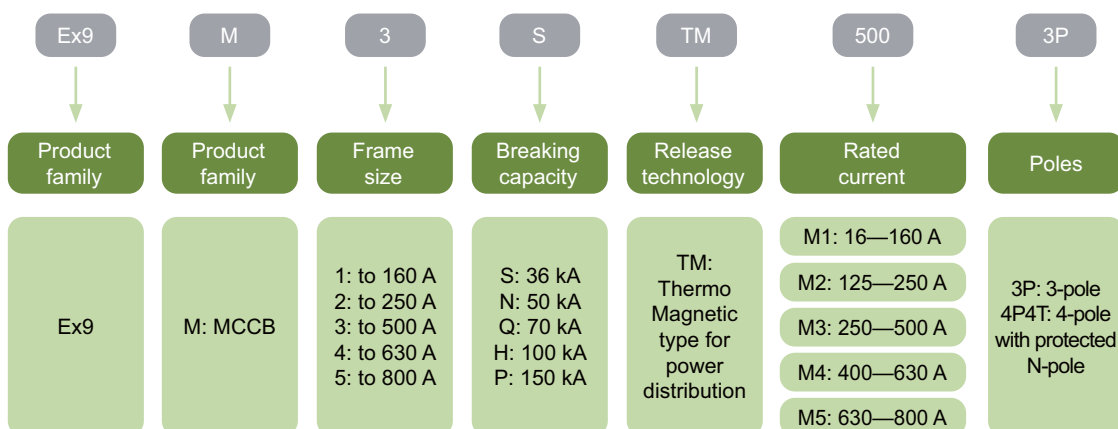 Ex9
M
3
S
TM
500
3P
Product
family
Product
family
Frame
size
Breaking
capacity
Release
technology
Rated
current
Poles
Ex9
M: MCCB
1: to 160 A
2: to 250 A
3: to 500 A
4: to 630 A
5: to 800 A
S: 36 kA
N: 50 kA
Q: 70 kA
H: 100 kA
P: 150 kA
TM:
Thermo
Magnetic
type for
power
distribution
M1: 16—160 A
M2: 125—250 A
M3: 250—500 A
M4: 400—630 A
M5: 630—800 A
3P: 3-pole
4P4T: 4-pole
with protected
N-pole